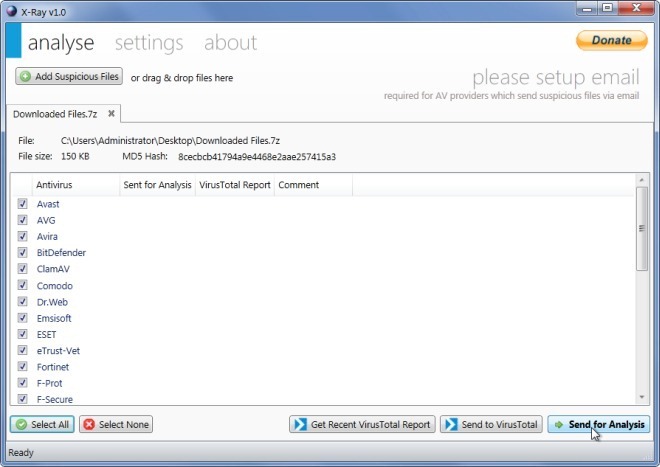 X-Ray v1.0
analyse settings about
Donate
Add Suspicious Files or drag & drop files here
please setup email
required for AV providers which send suspicious files via email
Downloaded Files.7z
File: C:\Users\Administrator\Desktop\Downloaded Files.7z
File size: 150 KB MD5 Hash: 8cecbcb41794a9e4468e2aae257415a3
Antivirus Sent for Analysis VirusTotal Report Comment
Avast
AVG
Avira
BitDefender
ClamAV
Comodo
Dr.Web
Emsisoft
ESET
eTrust-Vet
Fortinet
F-Prot
F-Secure
Select All Select None Get Recent VirusTotal Report Send to VirusTotal Send for Analysis
Ready